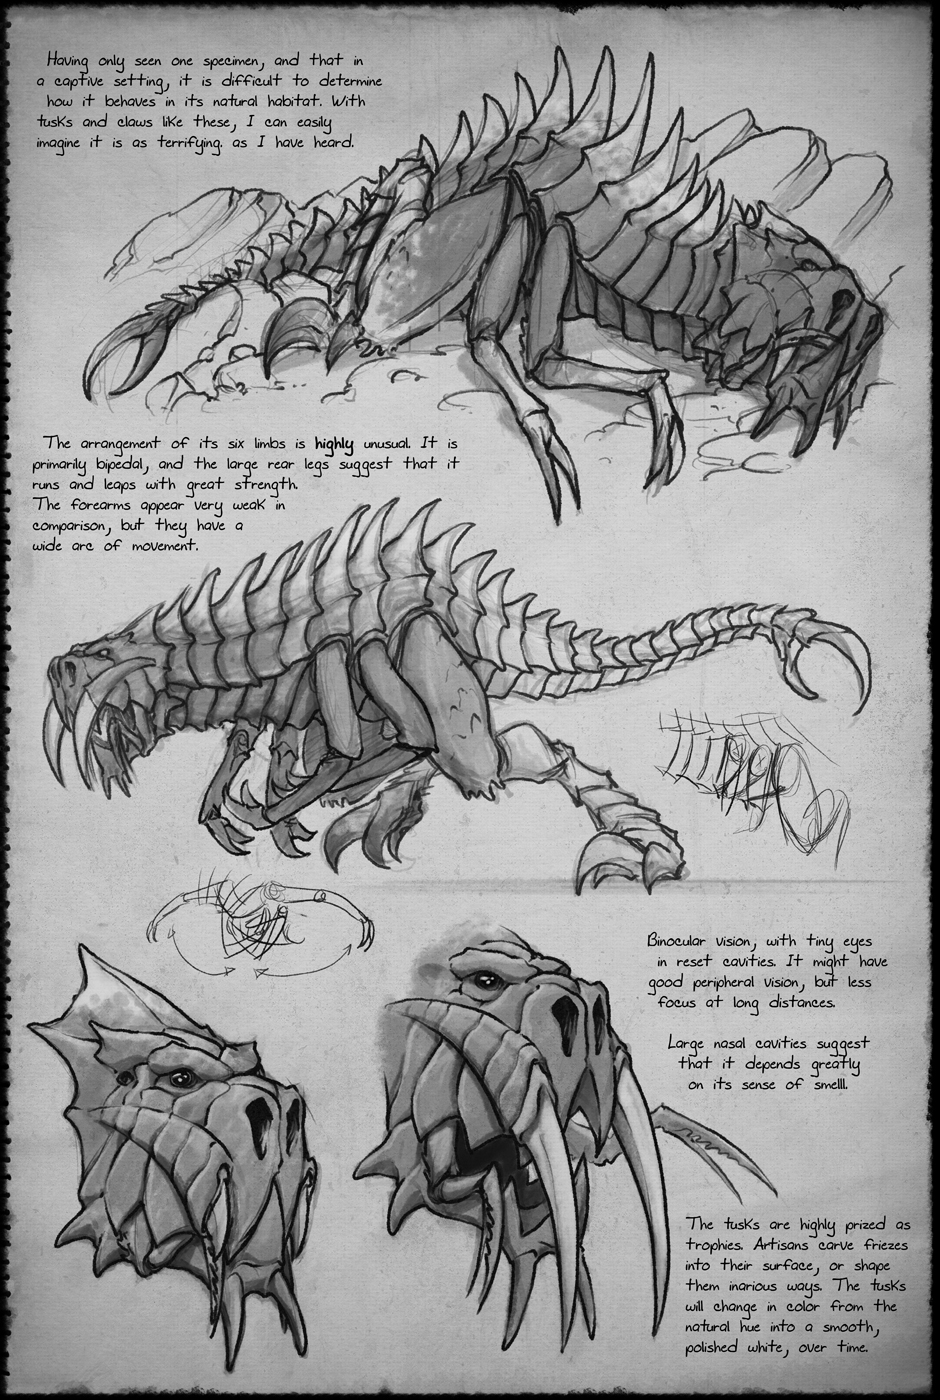 Having only seen one specimen, and that in
a captive setting, it is difficult to determine
how it behaves in its natural habitat. With
tusks and claws like these, I can easily
imagine it is as terrifying. as I have heard.
The arrangement of its six limbs is highly unusual. It is
primarily bipedal, and the large rear legs suggest that it
runs and leaps with great strength.
The forearms appear very weak in
comparison, but they have a
wide arc of movement.
Binocular vision, with tiny eyes
in reset cavities. It might have
good peripheral vision, but less
focus at long distances.
Large nasal cavities suggest
that it depends greatly
on its sense of smelll.
The tusks are highly prized as
trophies. Artisans carve friezes
into their surface, or shape
them inarious ways. The tusks
will change in color from the
natural hue into a smooth,
polished white, over time.